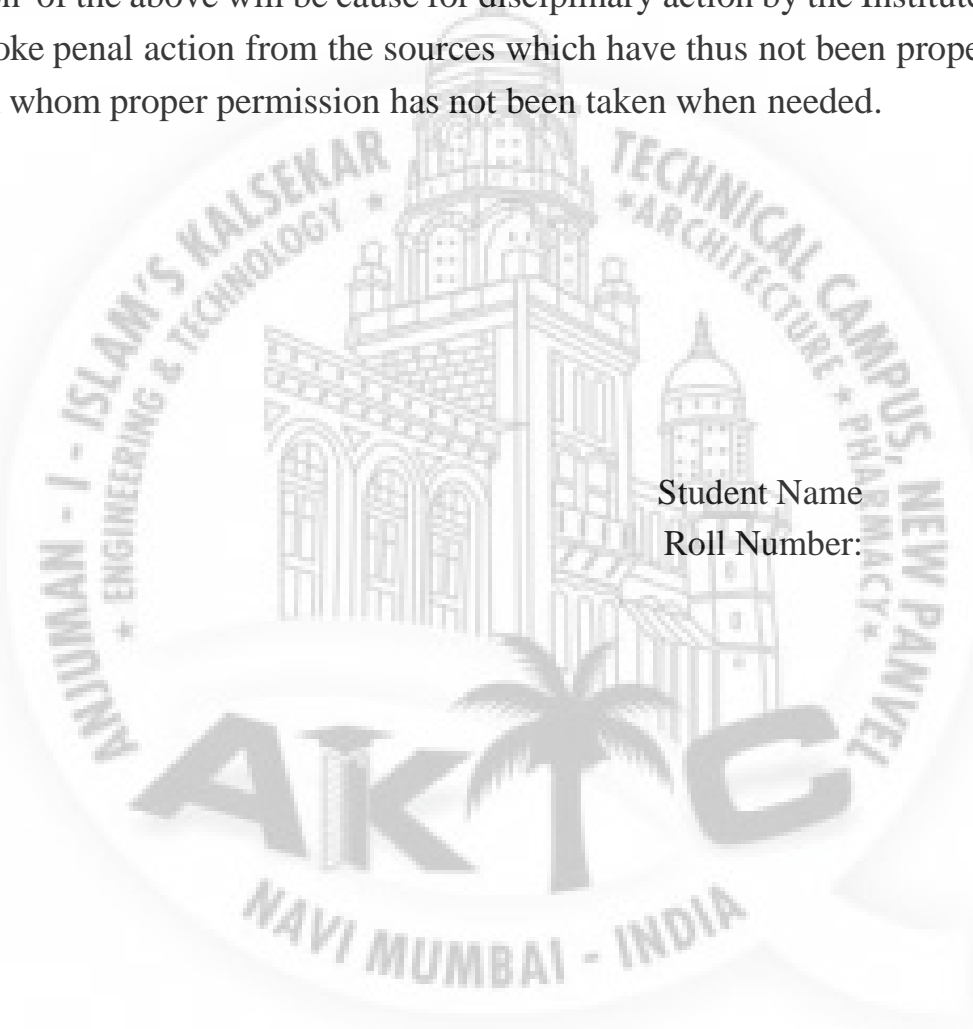 of the above will be cause for disciplinary action by the Institute
penal action from the sources which have thus not been
whom proper permission has not been taken when needed.
ANJUMAN - I - ISLAM'S KALSEKAR TECHNICAL CAMPUS, NEW PANVEL
* ENGINEERING & TECHNOLOGY * *ARCHITECTURE * PHARMACY*
Student Name
Roll Number:
AKTC
NAVI MUMBAI - INDIA